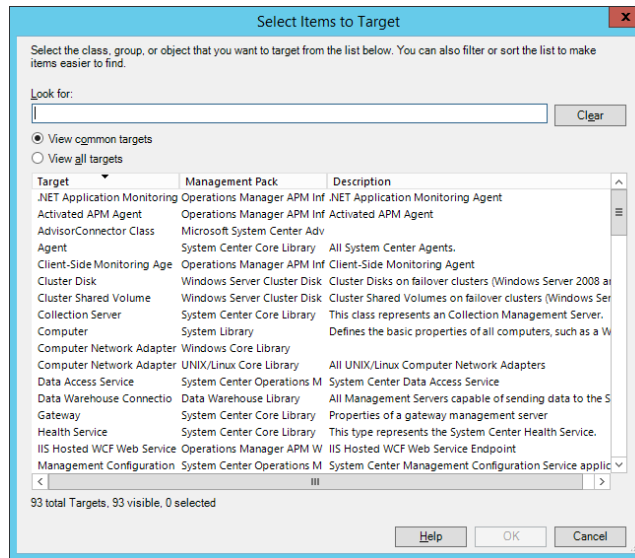 Select Items to Target
x
Select the class, group, or object that you want to target from the list below. You can also filter or sort the list to make
items easier to find.
Look for:
Clear
View common targets
View all targets
Target Management Pack Description
.NET Application Monitoring Operations Manager APM Inf .NET Application Monitoring Agent
Activated APM Agent Operations Manager APM Inf Activated APM Agent
AdvisorConnector Class Microsoft System Center Adv
Agent System Center Core Library All System Center Agents.
Client-Side Monitoring Age Operations Manager APM Inf Client-Side Monitoring Agent
Cluster Disk Windows Server Cluster Disk Cluster Disks on failover clusters (Windows Server 2008 ar
Cluster Shared Volume Windows Server Cluster Disk Cluster Shared Volumes on failover clusters (Windows Ser
Collection Server System Center Core Library This class represents an Collection Management Server.
Computer System Library Defines the basic properties of all computers, such as a W
Computer Network Adapter Windows Core Library
Computer Network Adapter UNIX/Linux Core Library All UNIX/Linux Computer Network Adapters
Data Access Service System Center Operations M System Center Data Access Service
Data Warehouse Connectio Data Warehouse Library All Management Servers capable of sending data to the S
Gateway System Center Core Library Properties of a gateway management server
Health Service System Center Core Library This type represents the System Center Health Service.
IIS Hosted WCF Web Service Operations Manager APM W IIS Hosted WCF Web Service Endpoint
Management Configuration System Center Operations M System Center Management Configuration Service applic
93 total Targets, 93 visible, 0 selected
Help OK Cancel